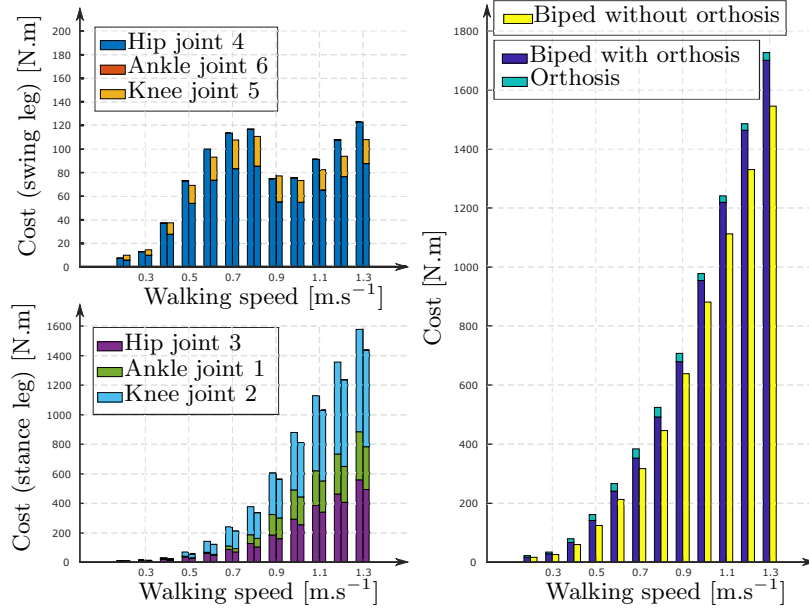 Cost (swing leg) [N.m]
200
180
160
140
120
100
80
60
40
20
0
Hip joint 4
Ankle joint 6
Knee joint 5
0.3 0.5 0.7 0.9 1.1 1.3
Walking speed [m.s⁻¹]
Cost (stance leg) [N.m]
1600
1400
1200
1000
800
600
400
200
0
Hip joint 3
Ankle joint 1
Knee joint 2
0.3 0.5 0.7 0.9 1.1 1.3
Walking speed [m.s⁻¹]
Cost [N.m]
1800
1600
1400
1200
1000
800
600
400
200
0
Biped without orthosis
Biped with orthosis
Orthosis
0.3 0.5 0.7 0.9 1.1 1.3
Walking speed [m.s⁻¹]